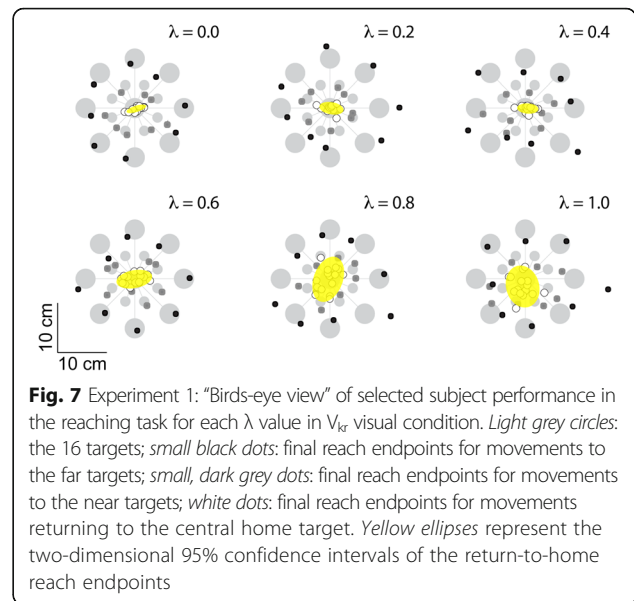 λ = 0.0 λ = 0.2 λ = 0.4
λ = 0.6 λ = 0.8 λ = 1.0
10 cm
10 cm
Fig. 7 Experiment 1: “Birds-eye view” of selected subject performance in
the reaching task for each λ value in Vkr visual condition. Light grey circles:
the 16 targets; small black dots: final reach endpoints for movements to
the far targets; small, dark grey dots: final reach endpoints for movements
to the near targets; white dots: final reach endpoints for movements
returning to the central home target. Yellow ellipses represent the
two-dimensional 95% confidence intervals of the return-to-home
reach endpoints